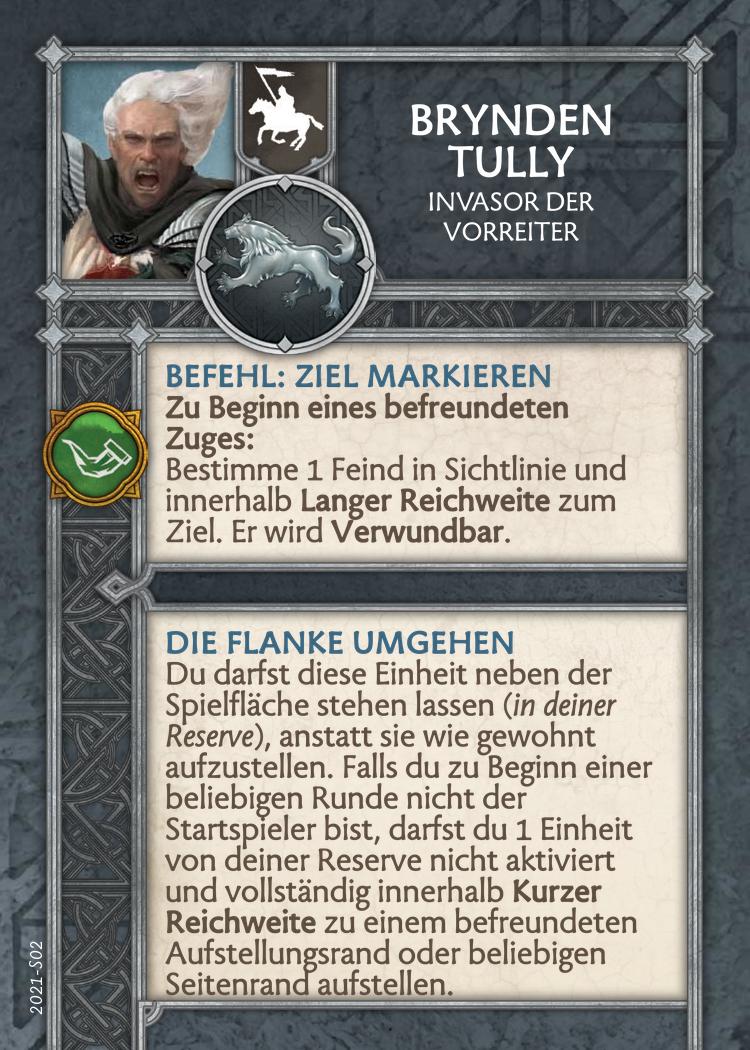 BRYNDEN
TULLY
INVASOR DER
VORREITER
BEFEHL: ZIEL MARKIEREN
Zu Beginn eines befreundeten
Zuges:
Bestimme 1 Feind in Sichtlinie und
innerhalb Langer Reichweite zum
Ziel. Er wird Verwundbar.
DIE FLANKE UMGEHEN
Du darfst diese Einheit neben der
Spielfläche stehen lassen (in deiner
Reserve), anstatt sie wie gewohnt
aufzustellen. Falls du zu Beginn einer
beliebigen Runde nicht der
Startspieler bist, darfst du 1 Einheit
von deiner Reserve nicht aktiviert
und vollständig innerhalb Kurzer
Reichweite zu einem befreundeten
Aufstellungsrand oder beliebigen
Seitenrand aufstellen.
2021-S02